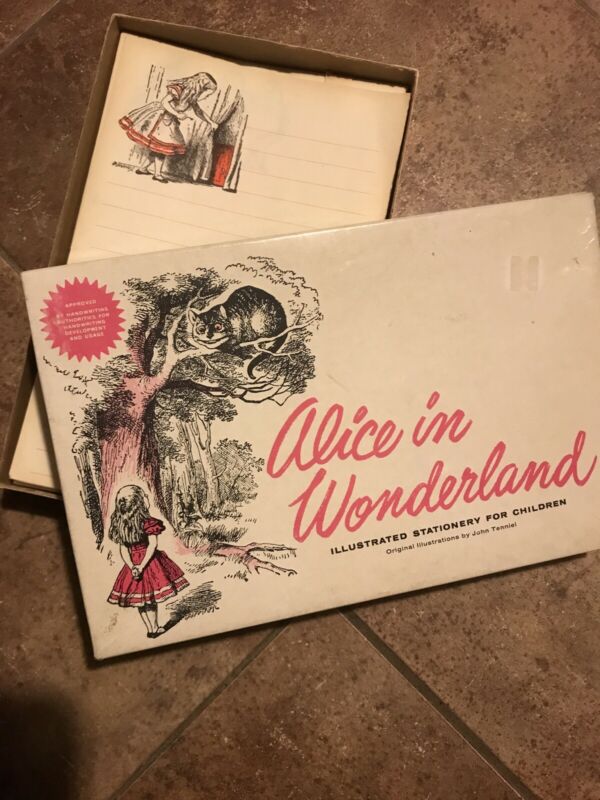 APPROVED
BY HANDWRITING
AUTHORITIES FOR
HANDWRITING
DEVELOPMENT
AND USAGE
Alice in
Wonderland
ILLUSTRATED STATIONERY FOR CHILDREN
Original Illustrations by John Tenniel